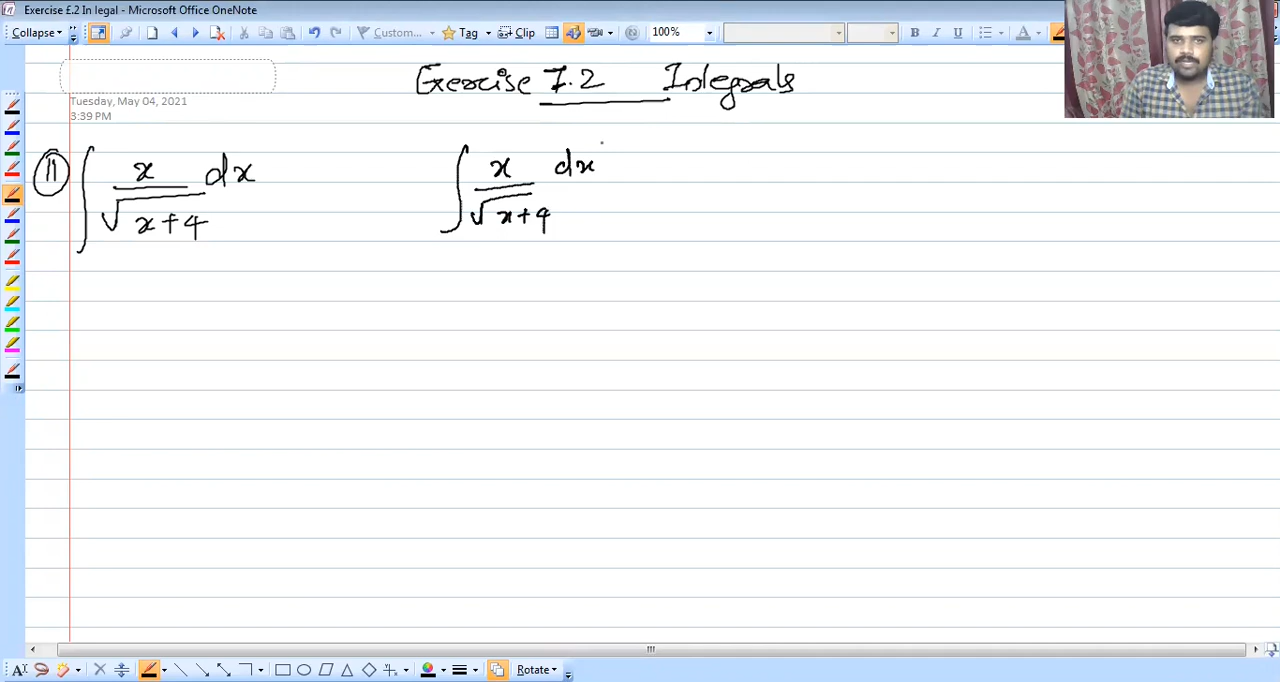 Exercise £.2 In legal - Microsoft Office OneNote
Collapse Custom... Tag Clip 100% B I U A
Exercise 7.2 Integrals
Tuesday, May 04, 2021
3:39 PM
11 ∫ x/√(x+4) dx ∫ x/√(x+4) dx
Rotate